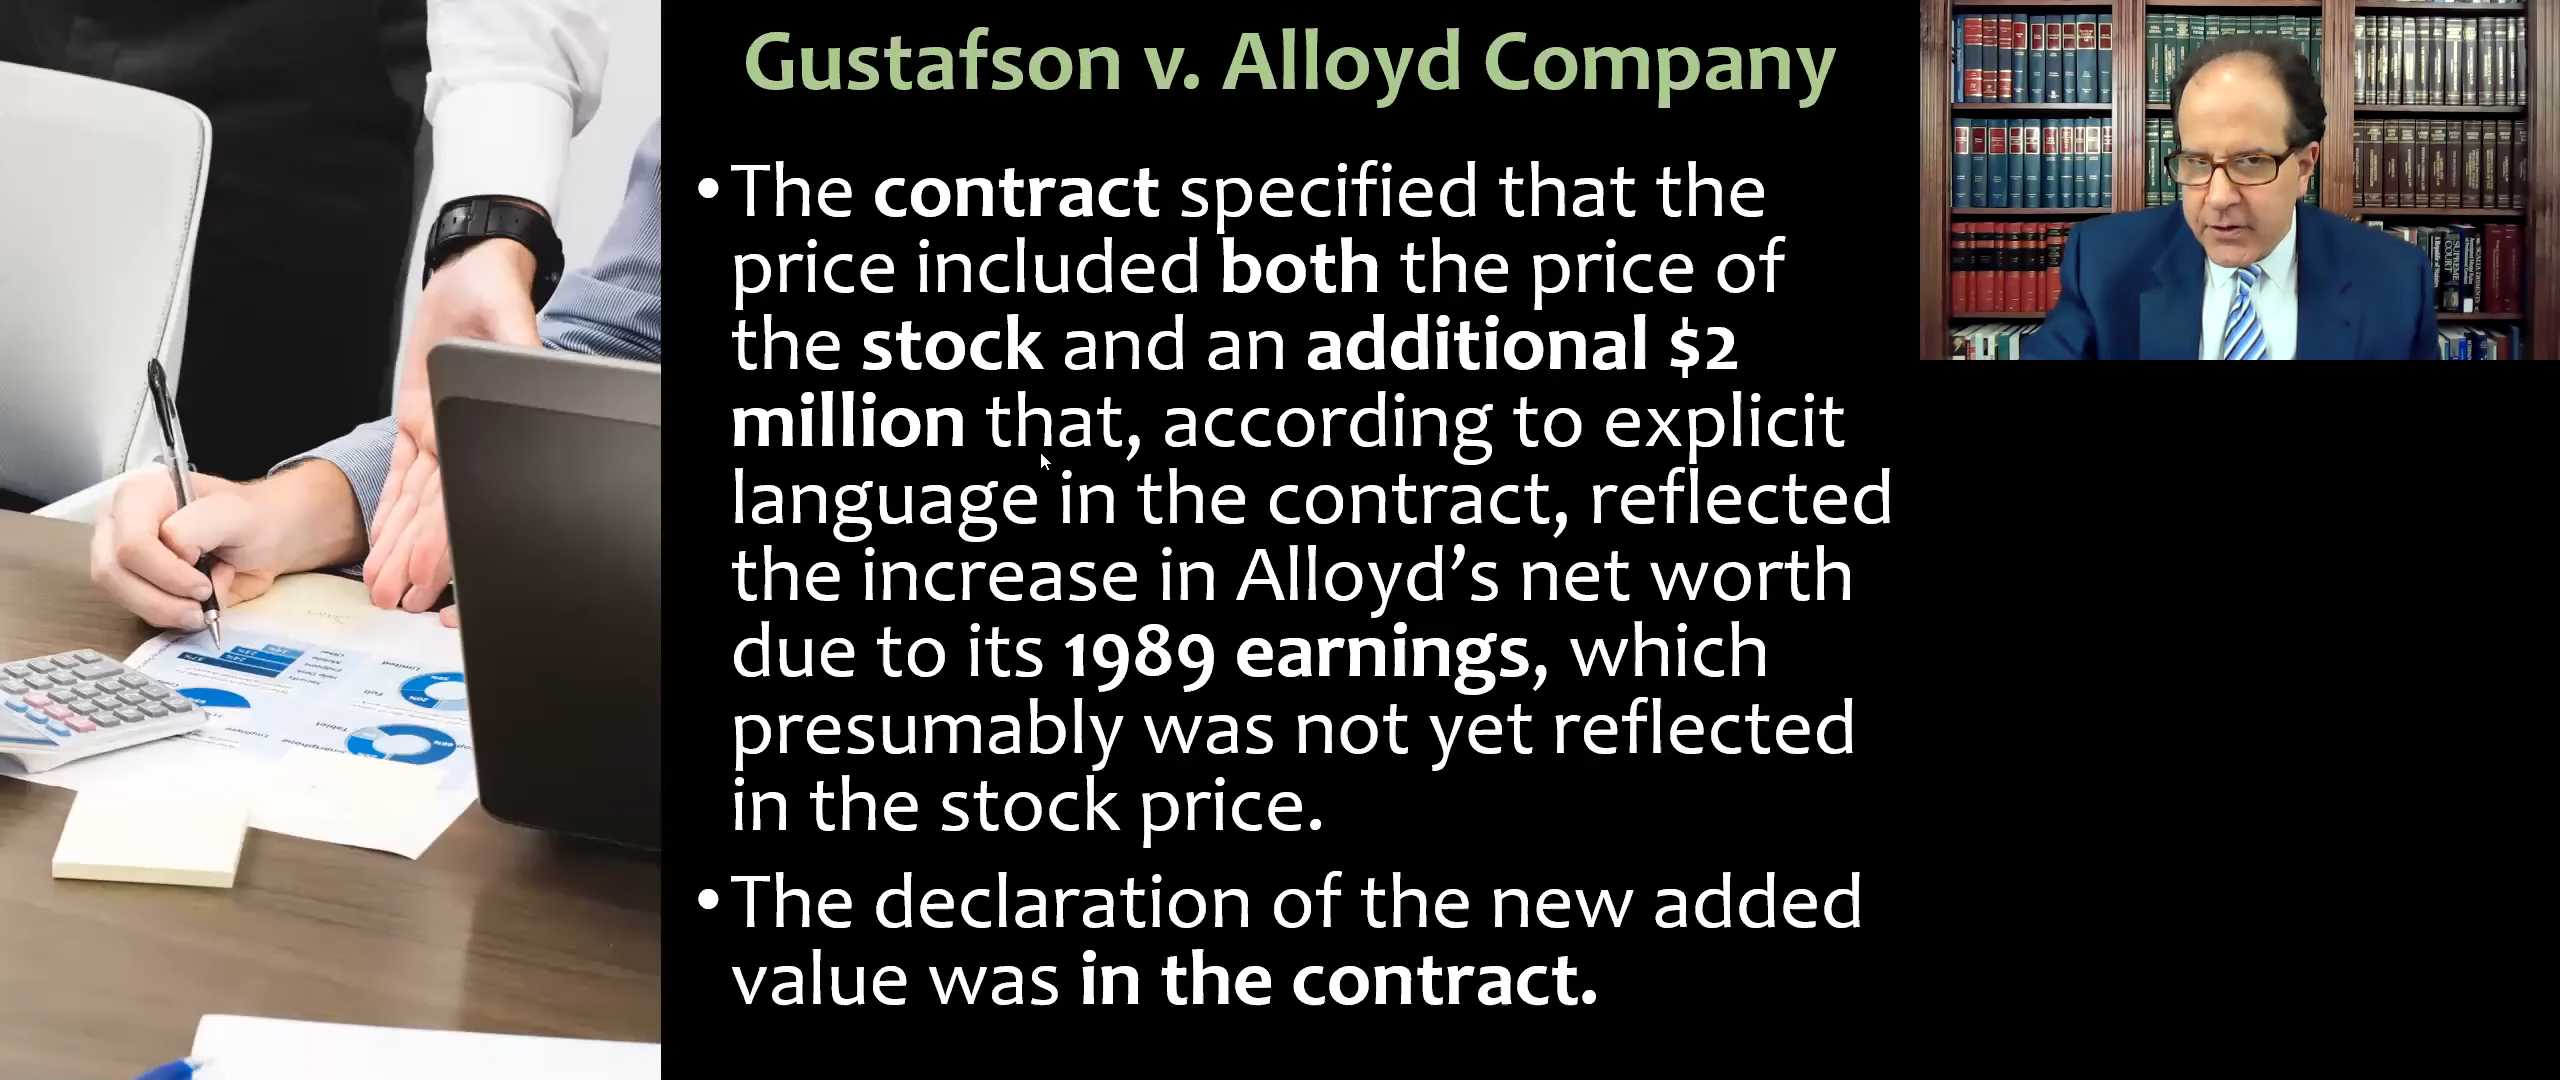 Gustafson v. Alloyd Company
• The contract specified that the
price included both the price of
the stock and an additional $2
million that, according to explicit
language in the contract, reflected
the increase in Alloyd’s net worth
due to its 1989 earnings, which
presumably was not yet reflected
in the stock price.
• The declaration of the new added
value was in the contract.
SUPREME
COURT